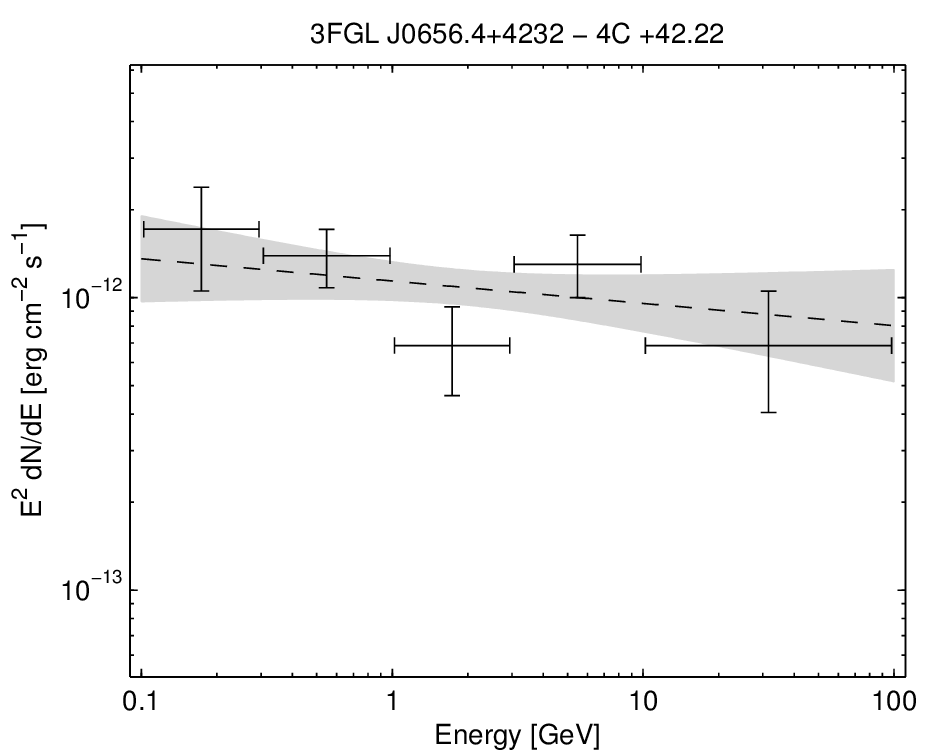 3FGL J0656.4+4232 − 4C +42.22
E² dN/dE [erg cm⁻² s⁻¹]
10⁻¹²
10⁻¹³
0.1 1 10 100
Energy [GeV]